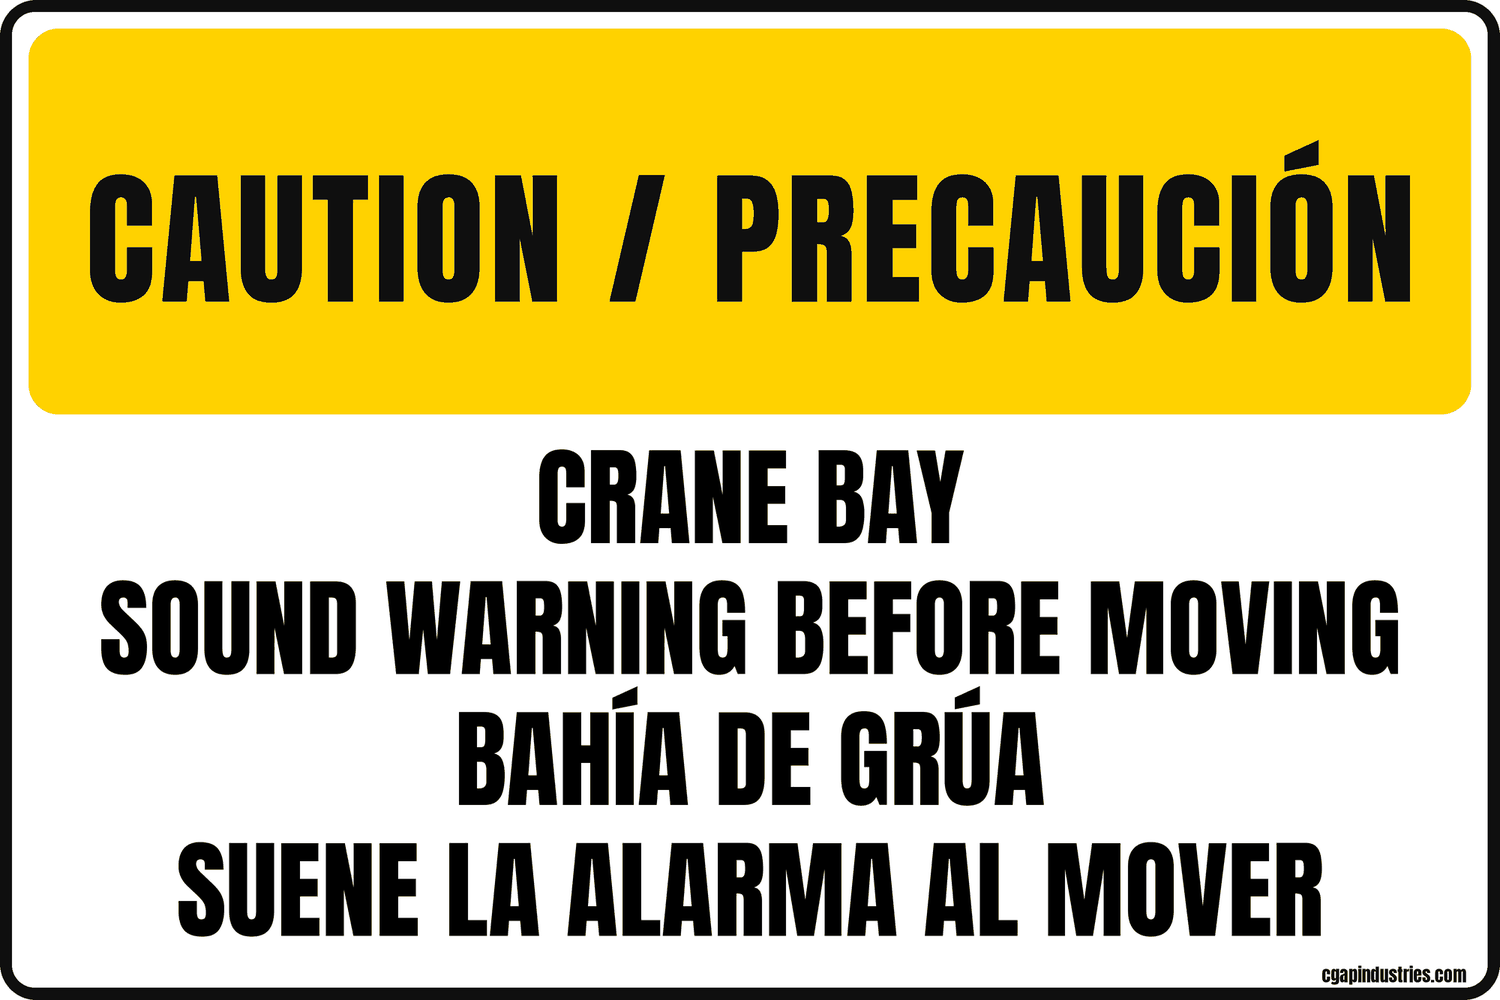 CAUTION / PRECAUCIÓN
CRANE BAY
SOUND WARNING BEFORE MOVING
BAHÍA DE GRÚA
SUENE LA ALARMA AL MOVER
cgapindustries.com